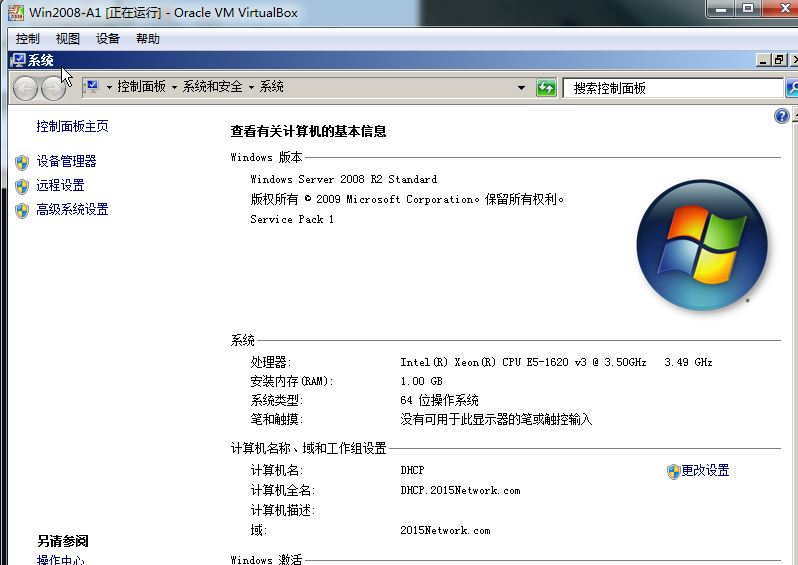 Win2008-A1 [正在运行] - Oracle VM VirtualBox
控制 视图 设备 帮助
系统
控制面板 系统和安全 系统
搜索控制面板
控制面板主页
设备管理器
远程设置
高级系统设置
查看有关计算机的基本信息
Windows 版本
Windows Server 2008 R2 Standard
版权所有 © 2009 Microsoft Corporation。保留所有权利。
Service Pack 1
系统
处理器: Intel(R) Xeon(R) CPU E5-1620 v3 @ 3.50GHz 3.49 GHz
安装内存(RAM): 1.00 GB
系统类型: 64 位操作系统
笔和触摸: 没有可用于此显示器的笔或触控输入
计算机名称、域和工作组设置
计算机名: DHCP
更改设置
计算机全名: DHCP.2015Network.com
计算机描述:
域: 2015Network.com
另请参阅
操作中心
Windows 激活